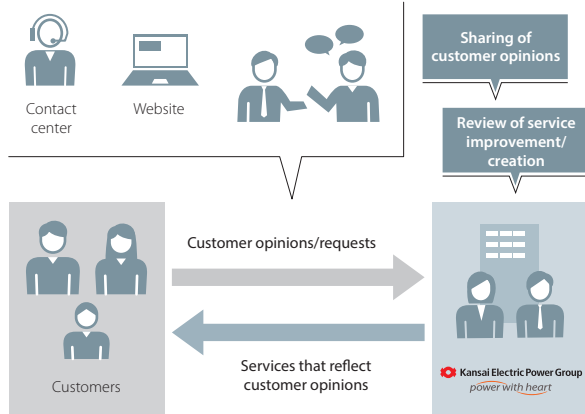 Contact
center
Website
Sharing of
customer opinions
Review of service
improvement/
creation
Customer opinions/requests
Services that reflect
customer opinions
Customers
Kansai Electric Power Group
power with heart